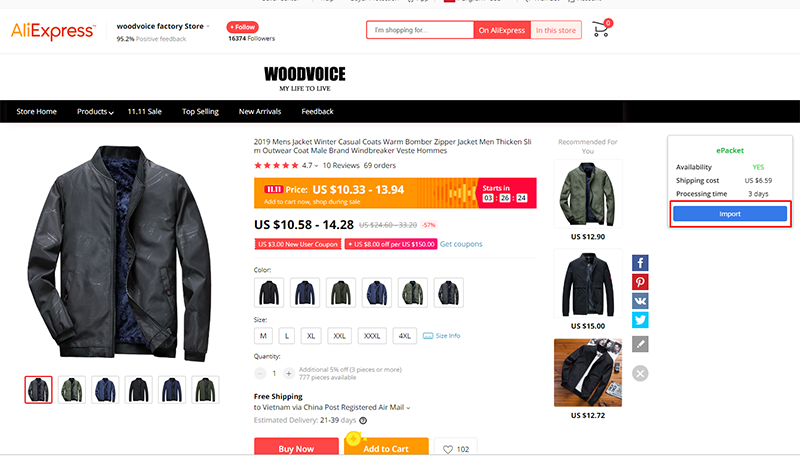 AliExpress™
woodvoice factory Store
95.2% Positive feedback
+ Follow
16374 Followers
I'm shopping for...
On AliExpress
In this store
0
WOODVOICE
MY LIFE TO LIVE
Store Home
Products
11.11 Sale
Top Selling
New Arrivals
Feedback
2019 Mens Jacket Winter Casual Coats Warm Bomber Zipper Jacket Men Thicken Sli
m Outwear Coat Male Brand Windbreaker Veste Hommes
4.7
10 Reviews
69 orders
11.11 Price: US $10.33 - 13.94
Add to cart now, shop during sale
Starts in
03 : 26 : 24
US $10.58 - 14.28 US $24.60 - 33.20 -57%
US $3.00 New User Coupon
US $8.00 off per US $150.00
Get coupons
Color:
Size:
M
L
XL
XXL
XXXL
4XL
Size Info
Quantity:
1
Additional 5% off (3 pieces or more)
777 pieces available
Free Shipping
to Vietnam via China Post Registered Air Mail
Estimated Delivery: 21-39 days
Buy Now
Add to Cart
102
Recommended For
You
US $12.90
US $15.00
US $12.72
ePacket
Availability YES
Shipping cost US $6.59
Processing time 3 days
Import